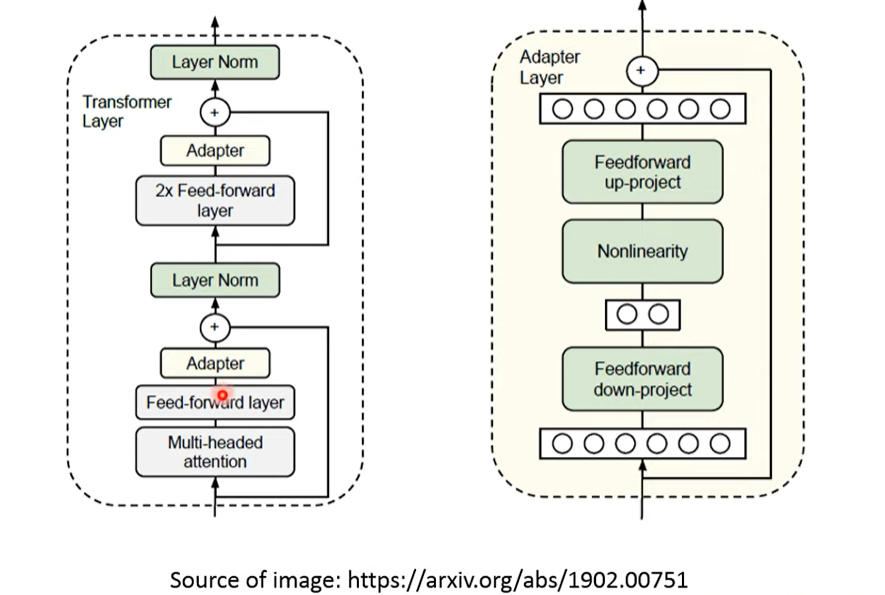 Layer Norm
Transformer
Layer
+
Adapter
2x Feed-forward
layer
Layer Norm
+
Adapter
Feed-forward layer
Multi-headed
attention
Adapter
Layer
+
Feedforward
up-project
Nonlinearity
Feedforward
down-project
Source of image: https://arxiv.org/abs/1902.00751